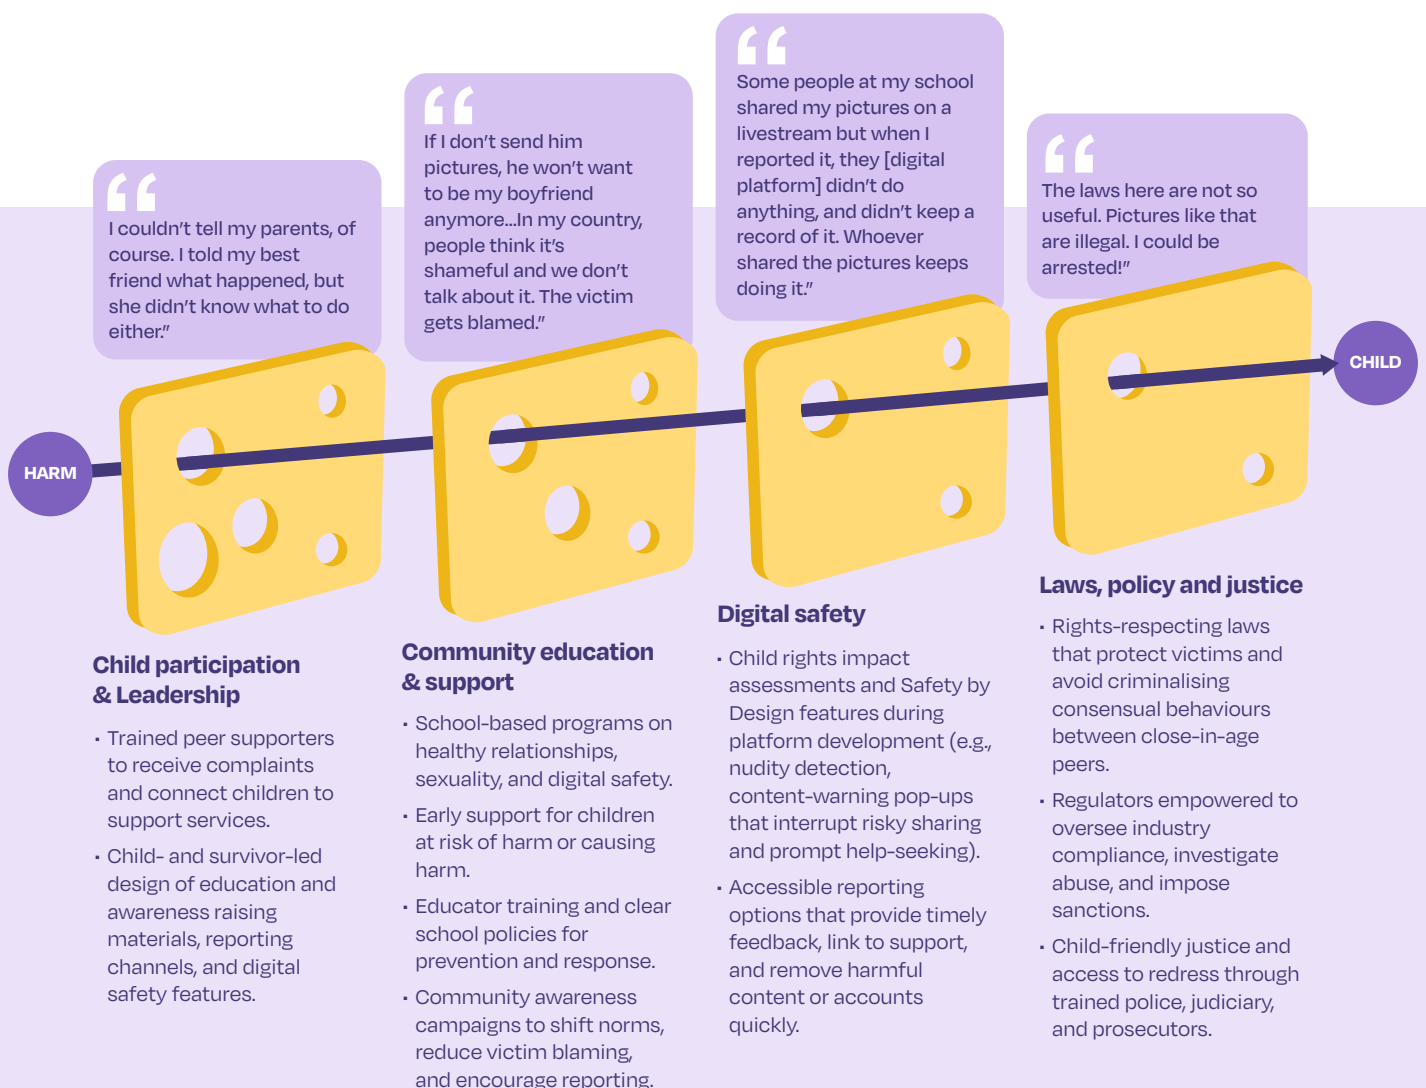 I couldn't tell my parents, of
course. I told my best
friend what happened, but
she didn't know what to do
either.”
If I don't send him
pictures, he won't want
to be my boyfriend
anymore...In my country,
people think it's
shameful and we don't
talk about it. The victim
gets blamed.”
Some people at my school
shared my pictures on a
livestream but when I
reported it, they [digital
platform] didn't do
anything, and didn't keep a
record of it. Whoever
shared the pictures keeps
doing it.”
The laws here are not so
useful. Pictures like that
are illegal. I could be
arrested!”
HARM
CHILD
Child participation
& Leadership
• Trained peer supporters
to receive complaints
and connect children to
support services.
• Child- and survivor-led
design of education and
awareness raising
materials, reporting
channels, and digital
safety features.
Community education
& support
• School-based programs on
healthy relationships,
sexuality, and digital safety.
• Early support for children
at risk of harm or causing
harm.
• Educator training and clear
school policies for
prevention and response.
• Community awareness
campaigns to shift norms,
reduce victim blaming,
and encourage reporting.
Digital safety
• Child rights impact
assessments and Safety by
Design features during
platform development (e.g.,
nudity detection,
content-warning pop-ups
that interrupt risky sharing
and prompt help-seeking).
• Accessible reporting
options that provide timely
feedback, link to support,
and remove harmful
content or accounts
quickly.
Laws, policy and justice
• Rights-respecting laws
that protect victims and
avoid criminalising
consensual behaviours
between close-in-age
peers.
• Regulators empowered to
oversee industry
compliance, investigate
abuse, and impose
sanctions.
• Child-friendly justice and
access to redress through
trained police, judiciary,
and prosecutors.